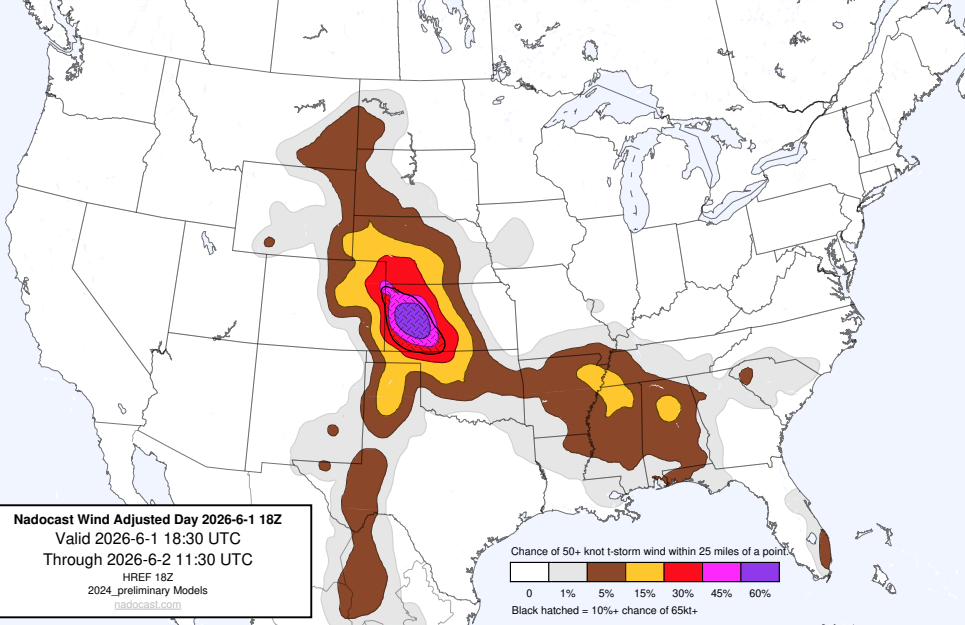 Nadocast Wind Adjusted Day 2026-6-1 18Z
Valid 2026-6-1 18:30 UTC
Through 2026-6-2 11:30 UTC
HREF 18Z
2024_preliminary Models
nadocast.com
Chance of 50+ knot t-storm wind within 25 miles of a point.
0 1% 5% 15% 30% 45% 60%
Black hatched = 10%+ chance of 65kt+